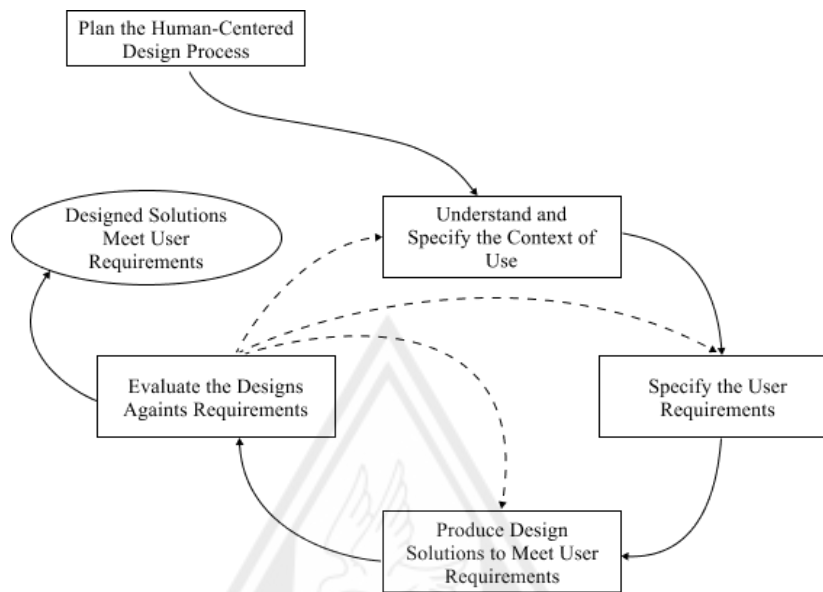 Plan the Human-Centered
Design Process
Designed Solutions
Meet User
Requirements
Understand and
Specify the Context of
Use
Evaluate the Designs
Againts Requirements
Specify the User
Requirements
Produce Design
Solutions to Meet User
Requirements